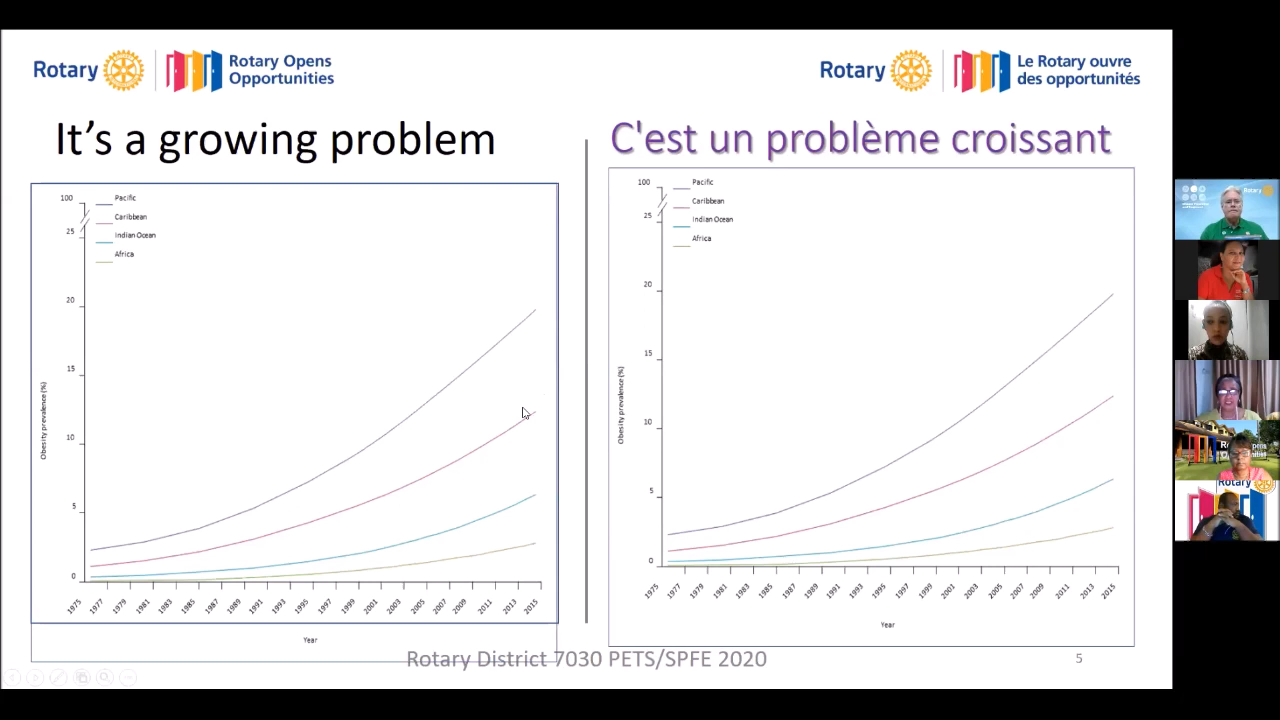 Rotary
Rotary Opens
Opportunities
Rotary
Le Rotary ouvre
des opportunités
It's a growing problem
C'est un problème croissant
Pacific
Caribbean
Indian Ocean
Africa
100
25
20
15
10
5
0
Obesity prevalence (%)
1975
1977
1979
1981
1983
1985
1987
1989
1991
1993
1995
1997
1999
2001
2003
2005
2007
2009
2011
2013
2015
Year
Pacific
Caribbean
Indian Ocean
Africa
100
25
20
15
10
5
0
Obesity prevalence (%)
1975
1977
1979
1981
1983
1985
1987
1989
1991
1993
1995
1997
1999
2001
2003
2005
2007
2009
2011
2013
2015
Year
Rotary District 7030 PETS/SPFE 2020
5
Rotary
Rotary